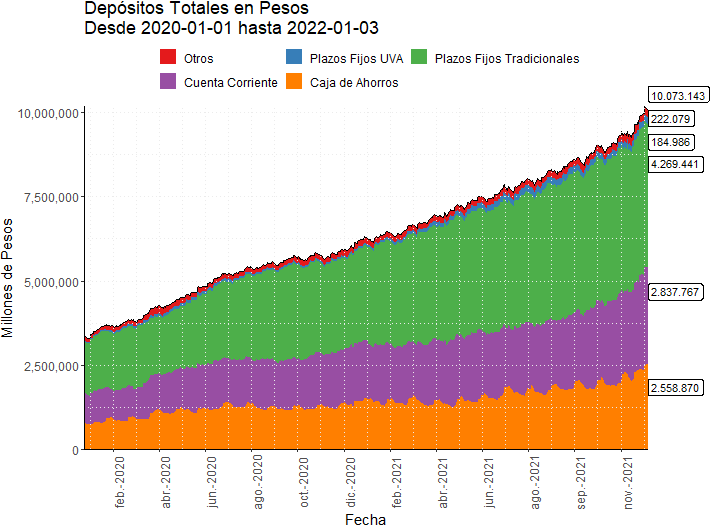 Depósitos Totales en Pesos
Desde 2020-01-01 hasta 2022-01-03
Otros
Plazos Fijos UVA
Plazos Fijos Tradicionales
Cuenta Corriente
Caja de Ahorros
Millones de Pesos
10,000,000
7,500,000
5,000,000
2,500,000
0
10.073.143
222.079
184.986
4.269.441
2.837.767
2.558.870
feb.-2020
abr.-2020
jun.-2020
ago.-2020
oct.-2020
dic.-2020
feb.-2021
abr.-2021
jun.-2021
ago.-2021
sep.-2021
nov.-2021
Fecha